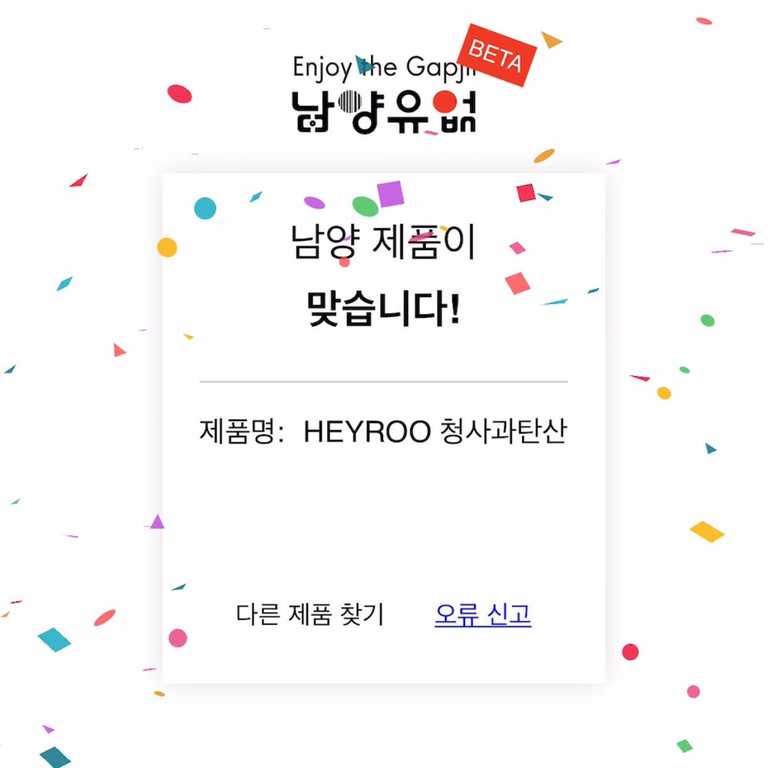 Enjoy the Gapjil
BETA
남양유없
남양 제품이
맞습니다!
제품명: HEYROO 청사과탄산
다른 제품 찾기 오류 신고